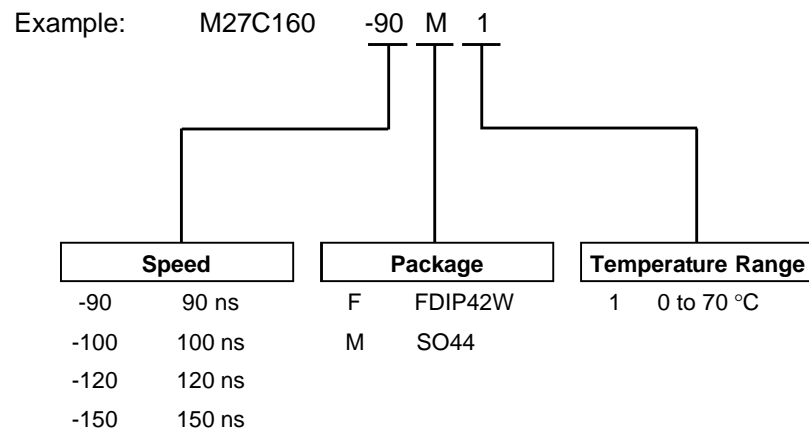 Example: M27C160 -90 M 1
Speed Package Temperature Range
-90 90 ns F FDIP42W 1 0 to 70 °C
-100 100 ns M SO44
-120 120 ns
-150 150 ns